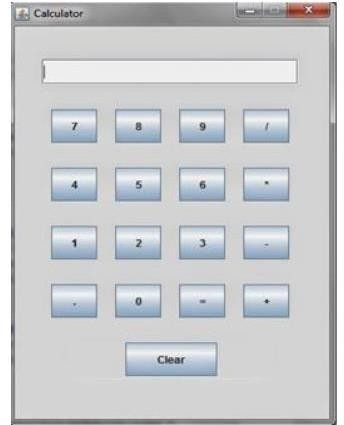 Calculator
7 8 9 /
4 5 6 *
1 2 3 -
. 0 = +
Clear